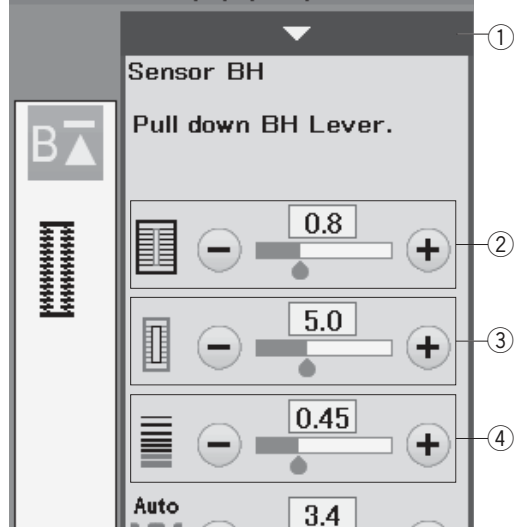 ①
Sensor BH
Pull down BH Lever.
B
0.8
②
5.0
③
0.45
④
Auto
3.4